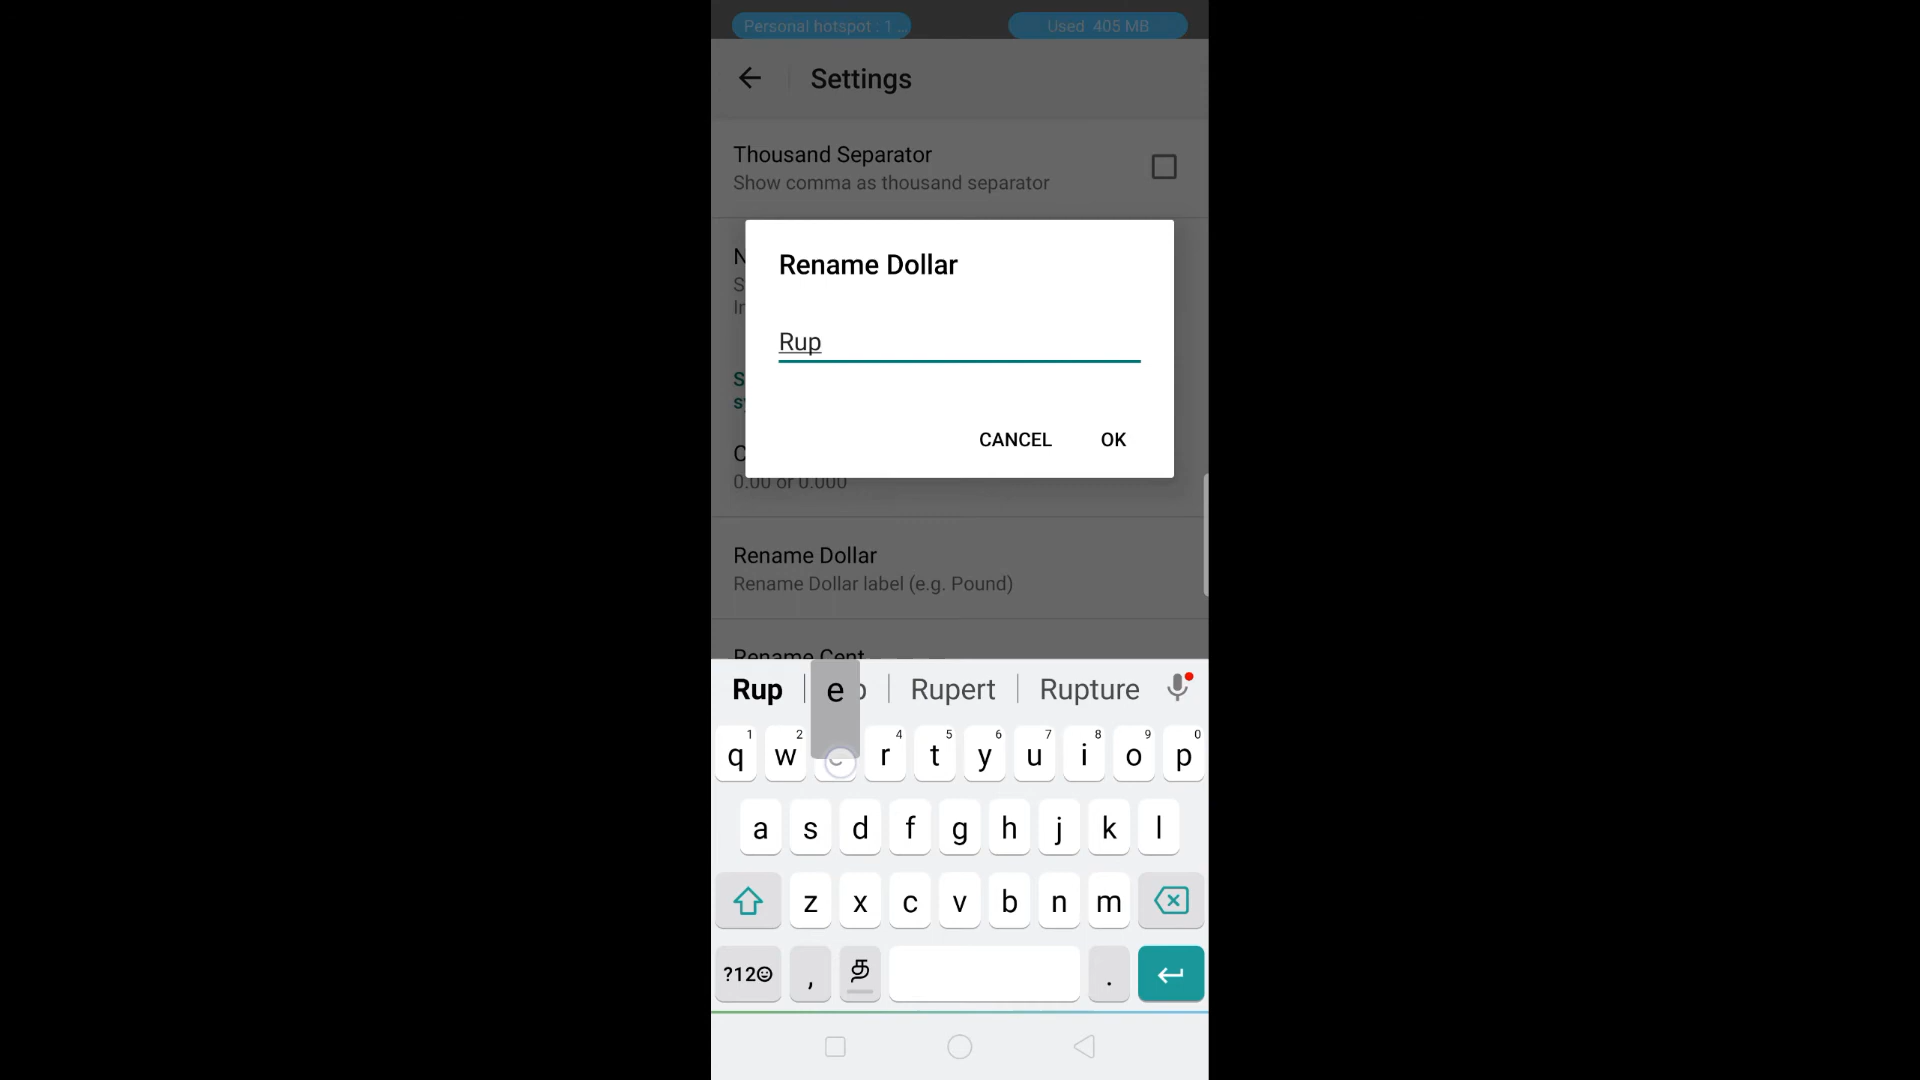 Personal hotspot : 1 ...
Used 405 MB
Settings
Thousand Separator
Show comma as thousand separator
N
S
In
Rename Dollar
Rup
CANCEL OK
S
sy
C
0.00 or 0.000
Rename Dollar
Rename Dollar label (e.g. Pound)
Rename Cent
Rup e Rupert Rupture
1 2 4 5 6 7 8 9 0
q w r t y u i o p
a s d f g h j k l
z x c v b n m
?12☺ , த .